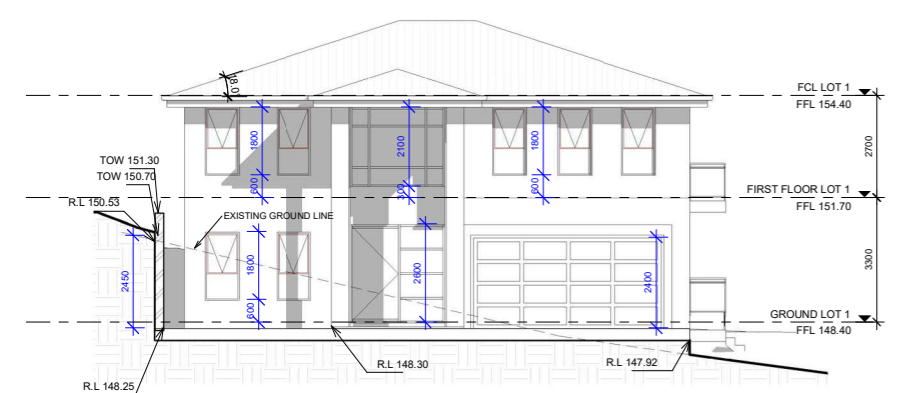 18.0°
FCL LOT 1
FFL 154.40
1800
2100
1800
2700
TOW 151.30
TOW 150.70
600
300
600
FIRST FLOOR LOT 1
FFL 151.70
R.L 150.53
EXISTING GROUND LINE
2450
1800
2600
2400
3300
600
GROUND LOT 1
FFL 148.40
R.L 148.30
R.L 147.92
R.L 148.25